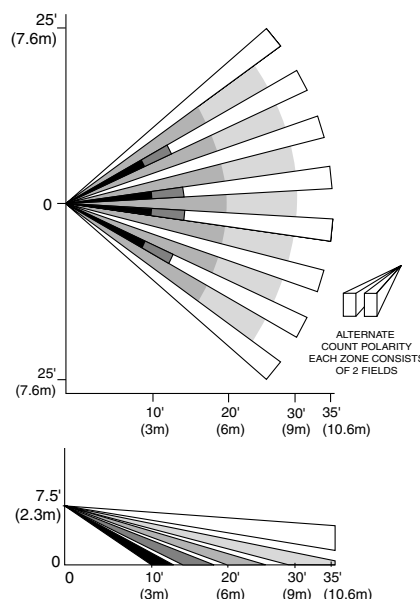 25'
(7.6m)
0
25'
(7.6m)
10' 20' 30' 35'
(3m) (6m) (9m) (10.6m)
ALTERNATE
COUNT POLARITY
EACH ZONE CONSISTS
OF 2 FIELDS
7.5'
(2.3m)
0
0 10' 20' 30' 35'
(3m) (6m) (9m) (10.6m)